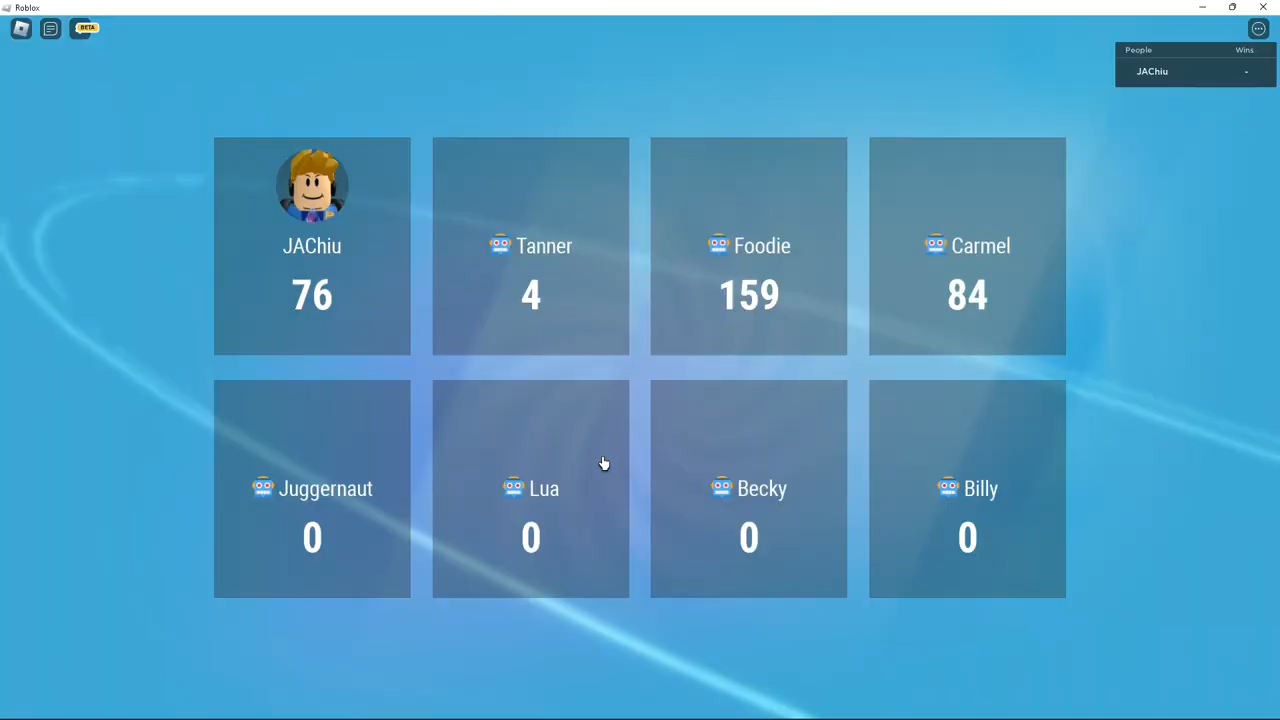 Roblox
BETA
People Wins
JAChiu -
JAChiu
76
Tanner
4
Foodie
159
Carmel
84
Juggernaut
0
Lua
0
Becky
0
Billy
0